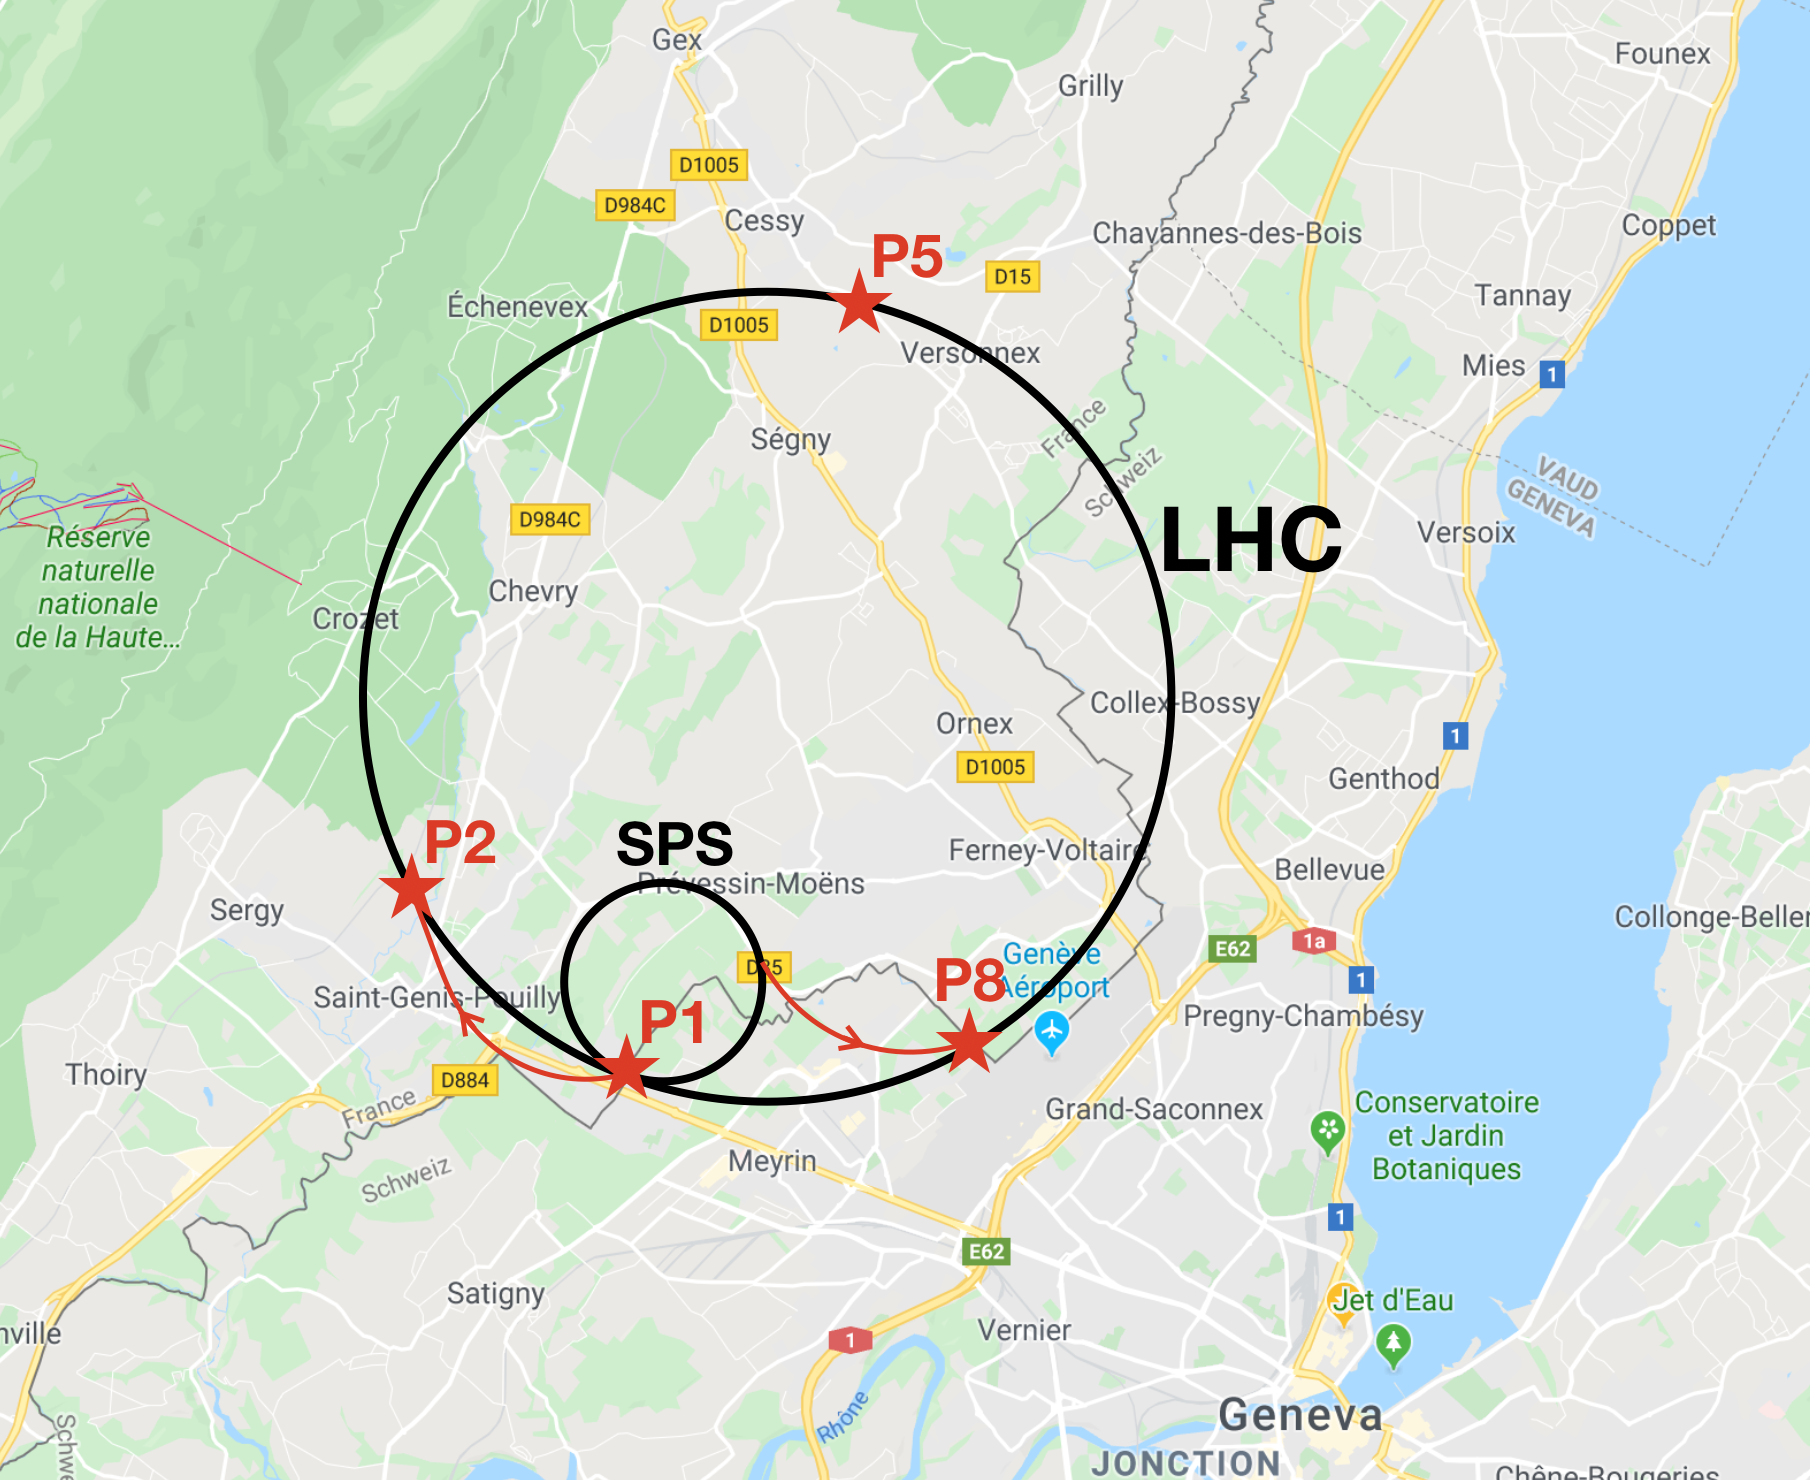 Gex
Founex
Grilly
D1005
D984C
Cessy
Coppet
Chavannes-des-Bois
P5
D15
Tannay
Échenevex
D1005
Versonnex
Mies
1
France
Schweiz
Ségny
VAUD
GENEVA
D984C
LHC
Versoix
Réserve
naturelle
nationale
de la Haute...
Chevry
Crozet
Collex-Bossy
Ornex
1
D1005
Genthod
P2
SPS
Ferney-Voltaire
Bellevue
Prévessin-Moëns
Sergy
Collonge-Beller
1a
E62
D35
P8
Genève
Aéroport
1
Saint-Genis-Pouilly
P1
Pregny-Chambésy
Thoiry
D884
France
Schweiz
Grand-Saconnex
Conservatoire
et Jardin
Botaniques
Meyrin
1
E62
Satigny
Jet d'Eau
nville
Vernier
1
Rhône
Geneva
Schwe
JONCTION
Chêne-Bougeries